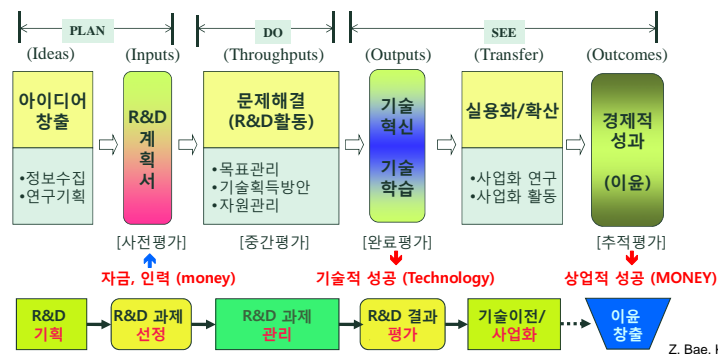 PLAN
DO
SEE
(Ideas)
(Inputs)
(Throughputs)
(Outputs)
(Transfer)
(Outcomes)
아이디어
창출
•정보수집
•연구기획
R&D
계
획
서
문제해결
(R&D활동)
•목표관리
•기술획득방안
•자원관리
기술
혁신
기술
학습
실용화/확산
•사업화 연구
•사업화 활동
경제적
성과
(이윤)
[사전평가]
[중간평가]
[완료평가]
[추적평가]
자금, 인력 (money)
기술적 성공 (Technology)
상업적 성공 (MONEY)
R&D
기획
R&D 과제
선정
R&D 과제
관리
R&D 결과
평가
기술이전/
사업화
이윤
창출
Z. Bae,